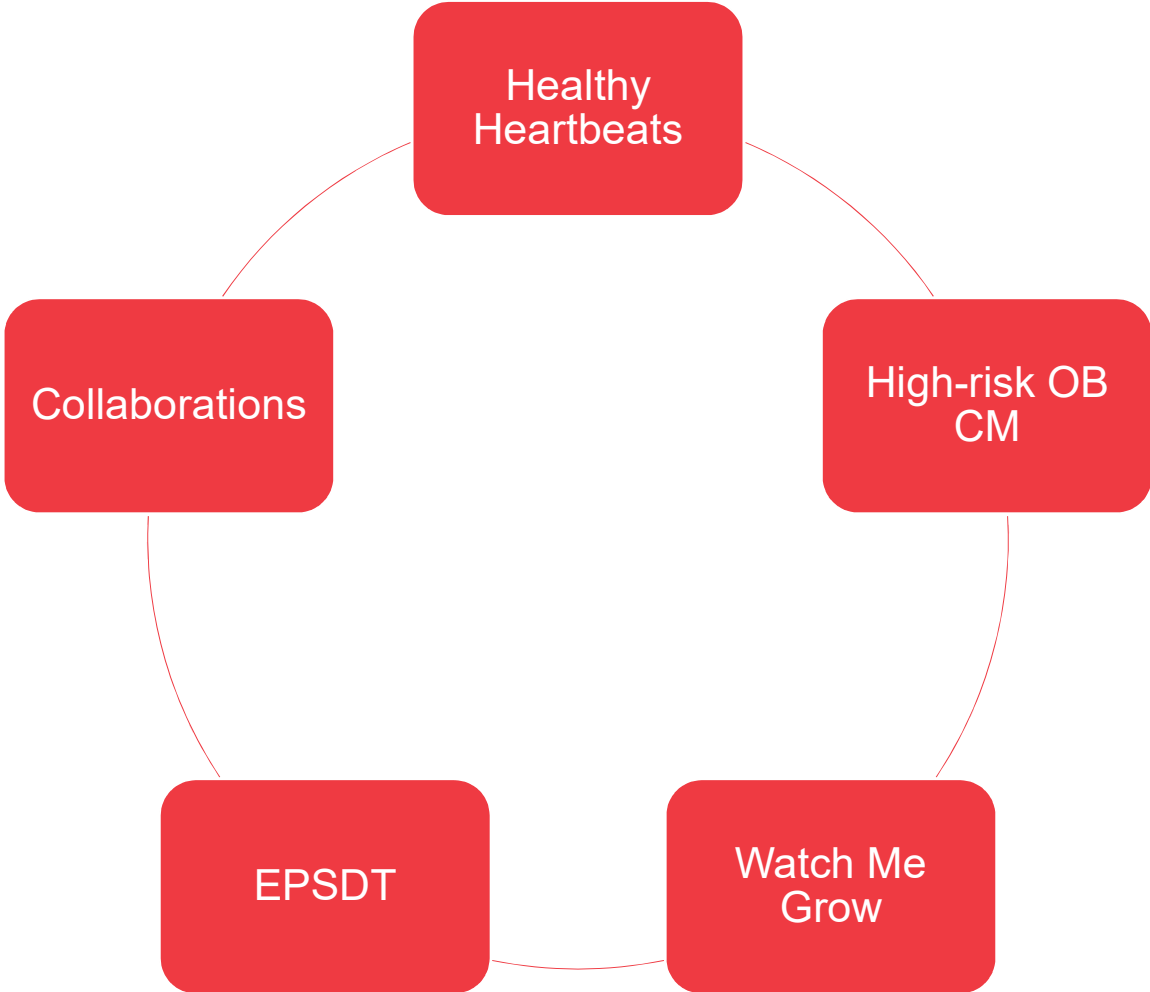 Healthy
Heartbeats
High-risk OB
CM
Watch Me
Grow
EPSDT
Collaborations